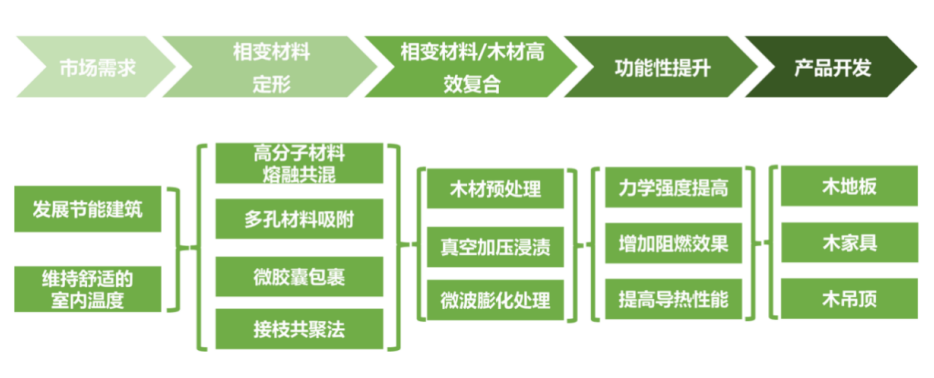 市场需求
相变材料
定形
相变材料/木材高
效复合
功能性提升
产品开发
发展节能建筑
维持舒适的
室内温度
高分子材料
熔融共混
多孔材料吸附
微胶囊包裹
接枝共聚法
木材预处理
真空加压浸渍
微波膨化处理
力学强度提高
增加阻燃效果
提高导热性能
木地板
木家具
木吊顶